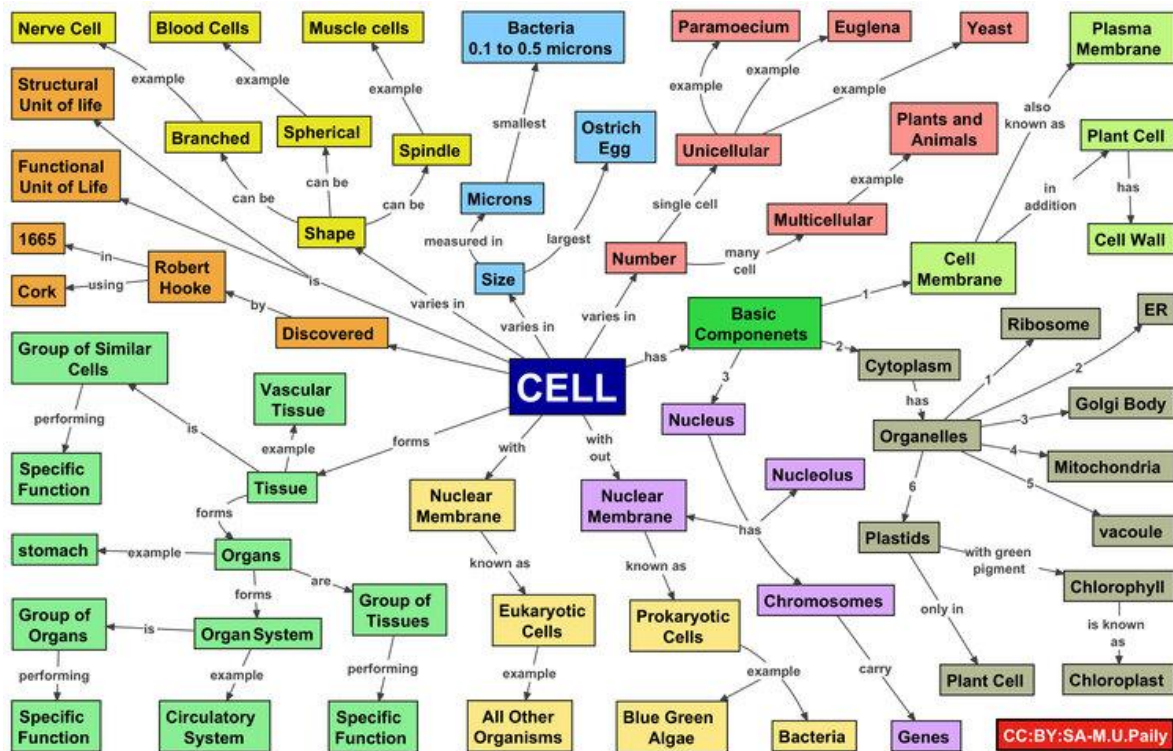 Nerve Cell
Blood Cells
Muscle cells
Bacteria
0.1 to 0.5 microns
Paramoecium
Euglena
Yeast
Plasma
Membrane
example
example
example
smallest
example
example
example
also
known as
Structural
Unit of life
Branched
Spherical
Spindle
Ostrich
Egg
Unicellular
Plants and
Animals
Plant Cell
Functional
Unit of Life
can be
can be
can be
Microns
single cell
example
in
addition
has
Shape
measured in
largest
Multicellular
1665
in
Robert
Hooke
Cork
using
is
varies in
Size
varies in
Number
many
cell
varies in
Cell
Membrane
Cell Wall
by
Discovered
Basic
Componenets
1
2
3
has
CELL
Ribosome
ER
Cytoplasm
has
1
2
Golgi Body
3
Organelles
4
Mitochondria
5
vacoule
6
Group of Similar
Cells
performing
is
Vascular
Tissue
example
forms
Specific
Function
Tissue
with
with
out
Nucleus
Nuclear
Membrane
Nuclear
Membrane
Nucleolus
has
Plastids
with green
pigment
forms
stomach
example
Organs
are
known as
known as
forms
Group of
Tissues
Chromosomes
Chlorophyll
only in
is known
as
Group of
Organs
is
Organ System
Eukaryotic
Cells
Prokaryotic
Cells
performing
example
performing
example
example
carry
Plant Cell
Chloroplast
Specific
Function
Circulatory
System
Specific
Function
All Other
Organisms
Blue Green
Algae
Bacteria
Genes
CC:BY:SA-M.U.Paily